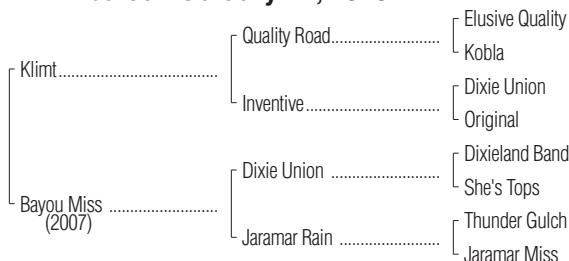 Elusive Quality
Quality Road
Kobla
Klimt
Dixie Union
Inventive
Original
Dixieland Band
Dixie Union
She's Tops
Bayou Miss
(2007)
Thunder Gulch
Jaramar Rain
Jaramar Miss